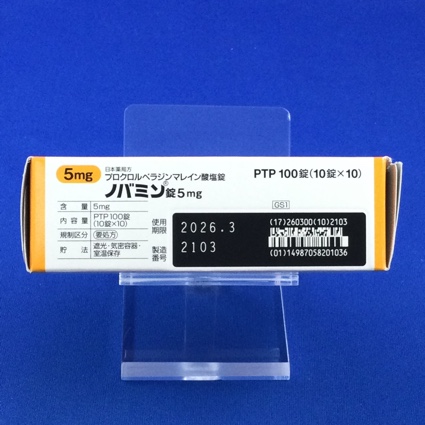 5mg
日本薬局方
プロクロルペラジンマレイン酸塩錠
ノバミン®錠5mg
PTP 100錠(10錠×10)
GS1
含 量 5mg
内 容 量 PTP 100錠
(10錠×10)
規制区分 要処方
貯 法 遮光・気密容器・
室温保存
使用
期限
2026.3
製造
番号
2103
(17)260300(10)2103
(01)14987058201036